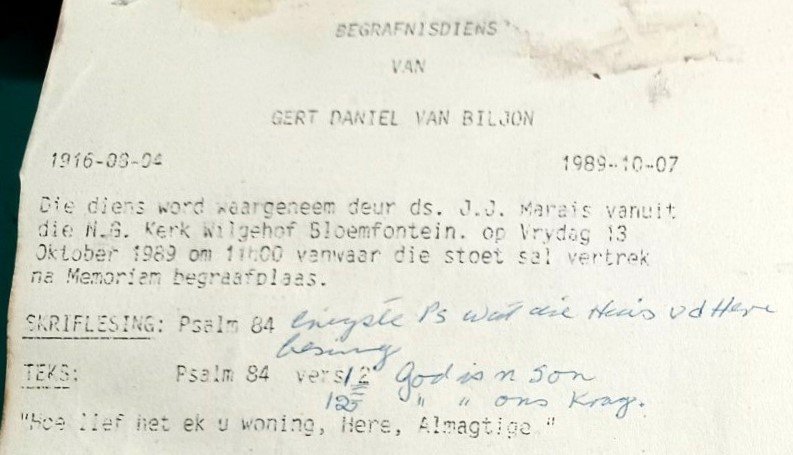 BEGRAFNISDIENS
VAN
GERT DANIEL VAN BILJON
1916-08-04 1989-10-07
Die diens word waargeneem deur ds. J.J. Marais vanuit
die N.G. Kerk Wilgehof Bloemfontein. op Vrydag 13
Oktober 1989 om 11h00 vanwaar die stoet sal vertrek
na Memoriam begraafplaas.
SKRIFLESING: Psalm 84 enigste Ps wat die Huis vd Here
besing
TEKS: Psalm 84 vers 12 God is n Son
" " ons Krag.
"Hoe lief het ek u woning, Here, Almagtige."